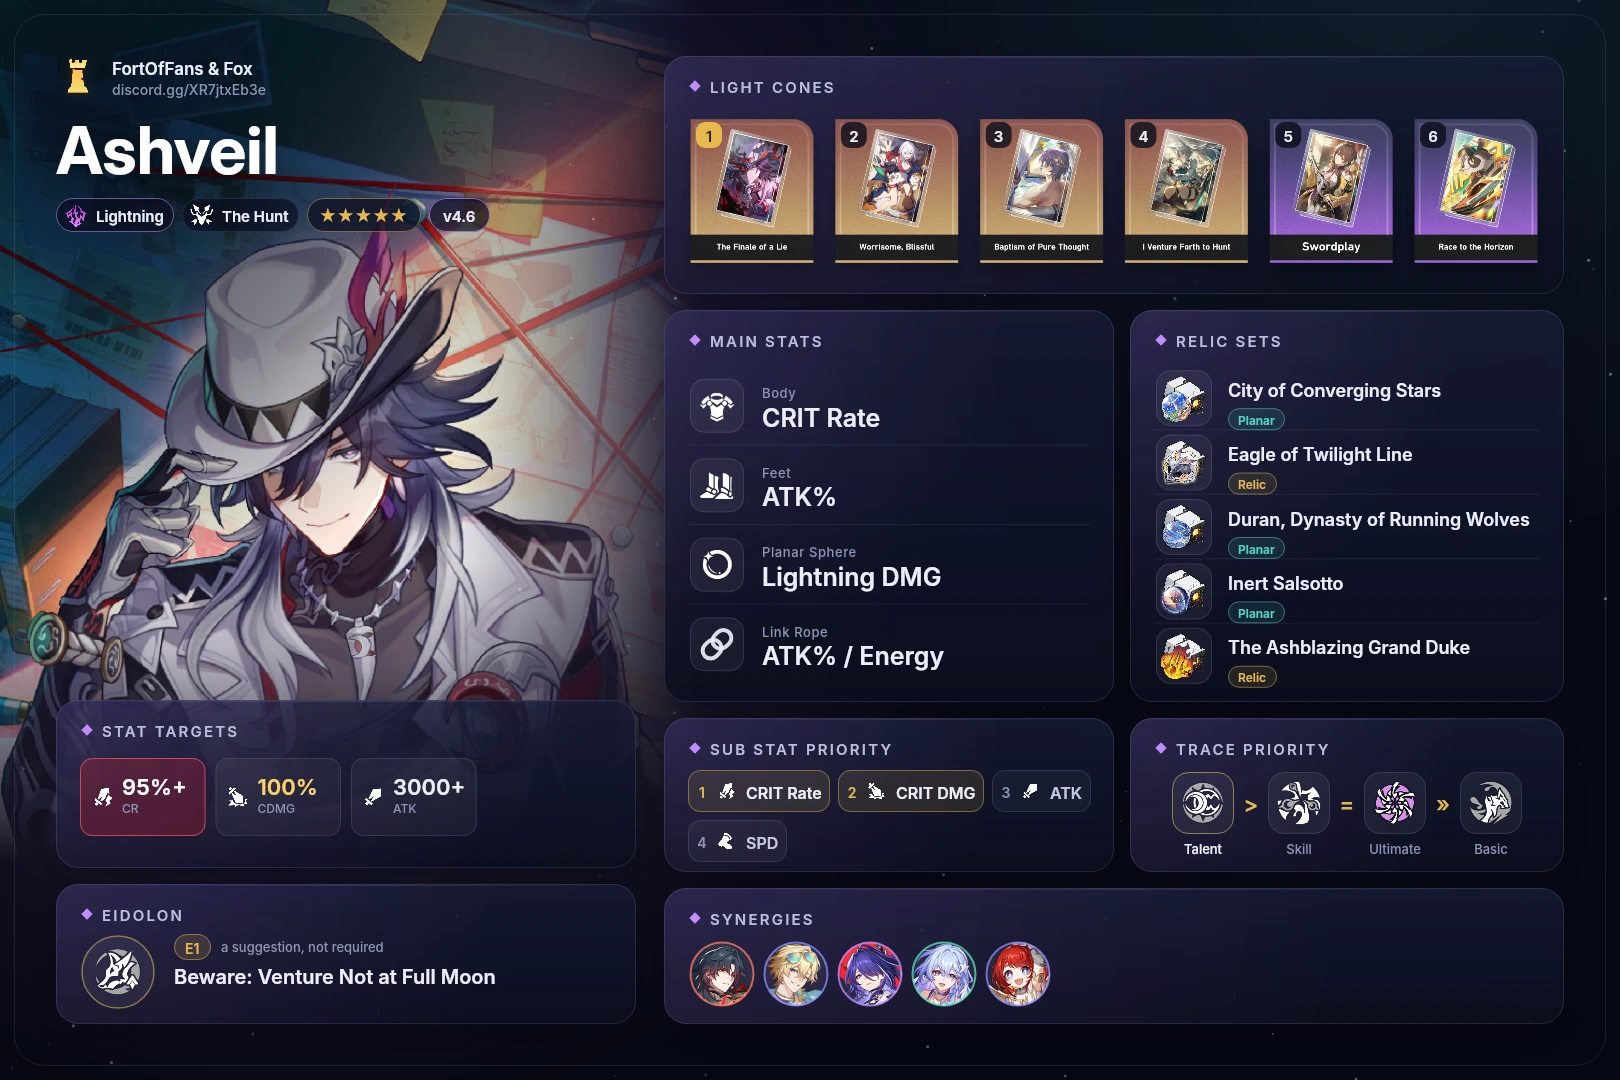 FortOfFans & Fox
discord.gg/XR7jtxEb3e
Ashveil
Lightning
The Hunt
★★★★★
v4.6
LIGHT CONES
1
2
3
4
5
6
The Finale of a Lie
Worrisome, Blissful
Baptism of Pure Thought
I Venture Forth to Hunt
Swordplay
Race to the Horizon
MAIN STATS
Body
CRIT Rate
Feet
ATK%
Planar Sphere
Lightning DMG
Link Rope
ATK% / Energy
RELIC SETS
City of Converging Stars
Planar
Eagle of Twilight Line
Relic
Duran, Dynasty of Running Wolves
Planar
Inert Salsotto
Planar
The Ashblazing Grand Duke
Relic
STAT TARGETS
95%+
CR
100%
CDMG
3000+
ATK
SUB STAT PRIORITY
1 CRIT Rate
2 CRIT DMG
3 ATK
4 SPD
TRACE PRIORITY
> = »
Talent
Skill
Ultimate
Basic
EIDOLON
E1 a suggestion, not required
Beware: Venture Not at Full Moon
SYNERGIES